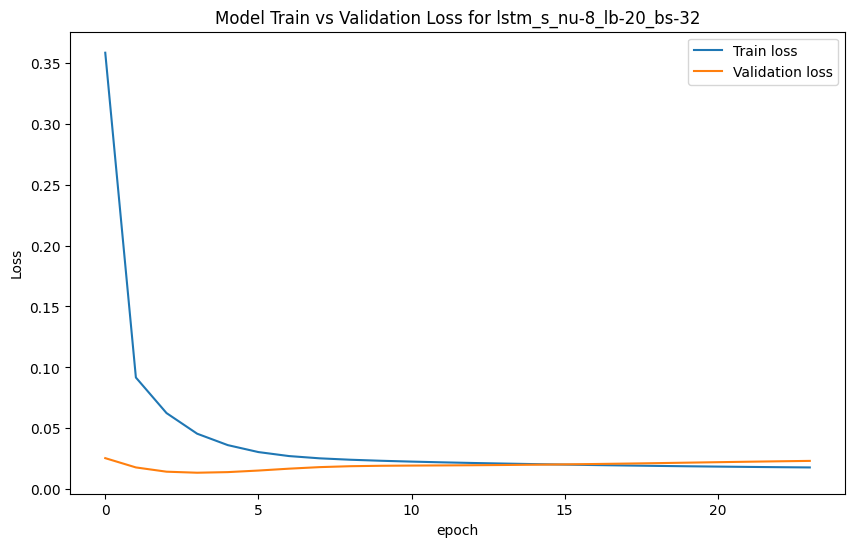 Model Train vs Validation Loss for lstm_s_nu-8_lb-20_bs-32
Train loss
Validation loss
Loss
0.35
0.30
0.25
0.20
0.15
0.10
0.05
0.00
0
5
10
15
20
epoch